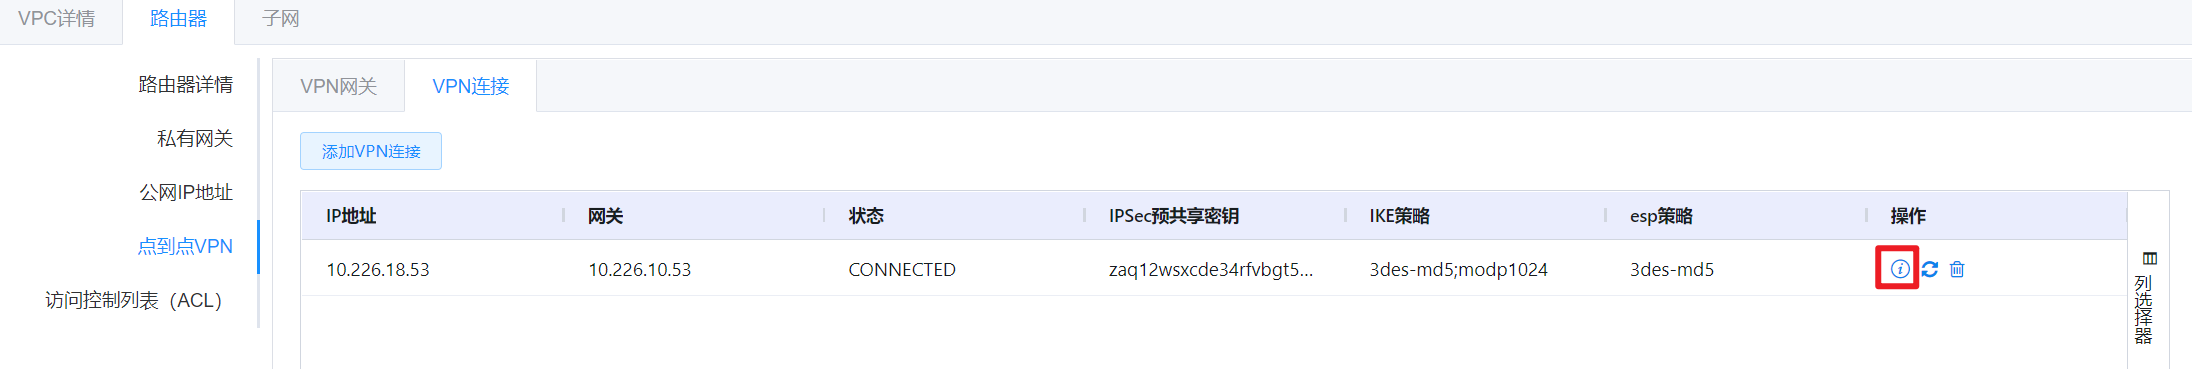 VPC详情 路由器 子网
路由器详情
私有网关
公网IP地址
点到点VPN
访问控制列表（ACL）
VPN网关 VPN连接
添加VPN连接
IP地址 网关 状态 IPSec预共享密钥 IKE策略 esp策略 操作
10.226.18.53 10.226.10.53 CONNECTED zaq12wsxcde34rfvbgt5... 3des-md5;modp1024 3des-md5
列选择器